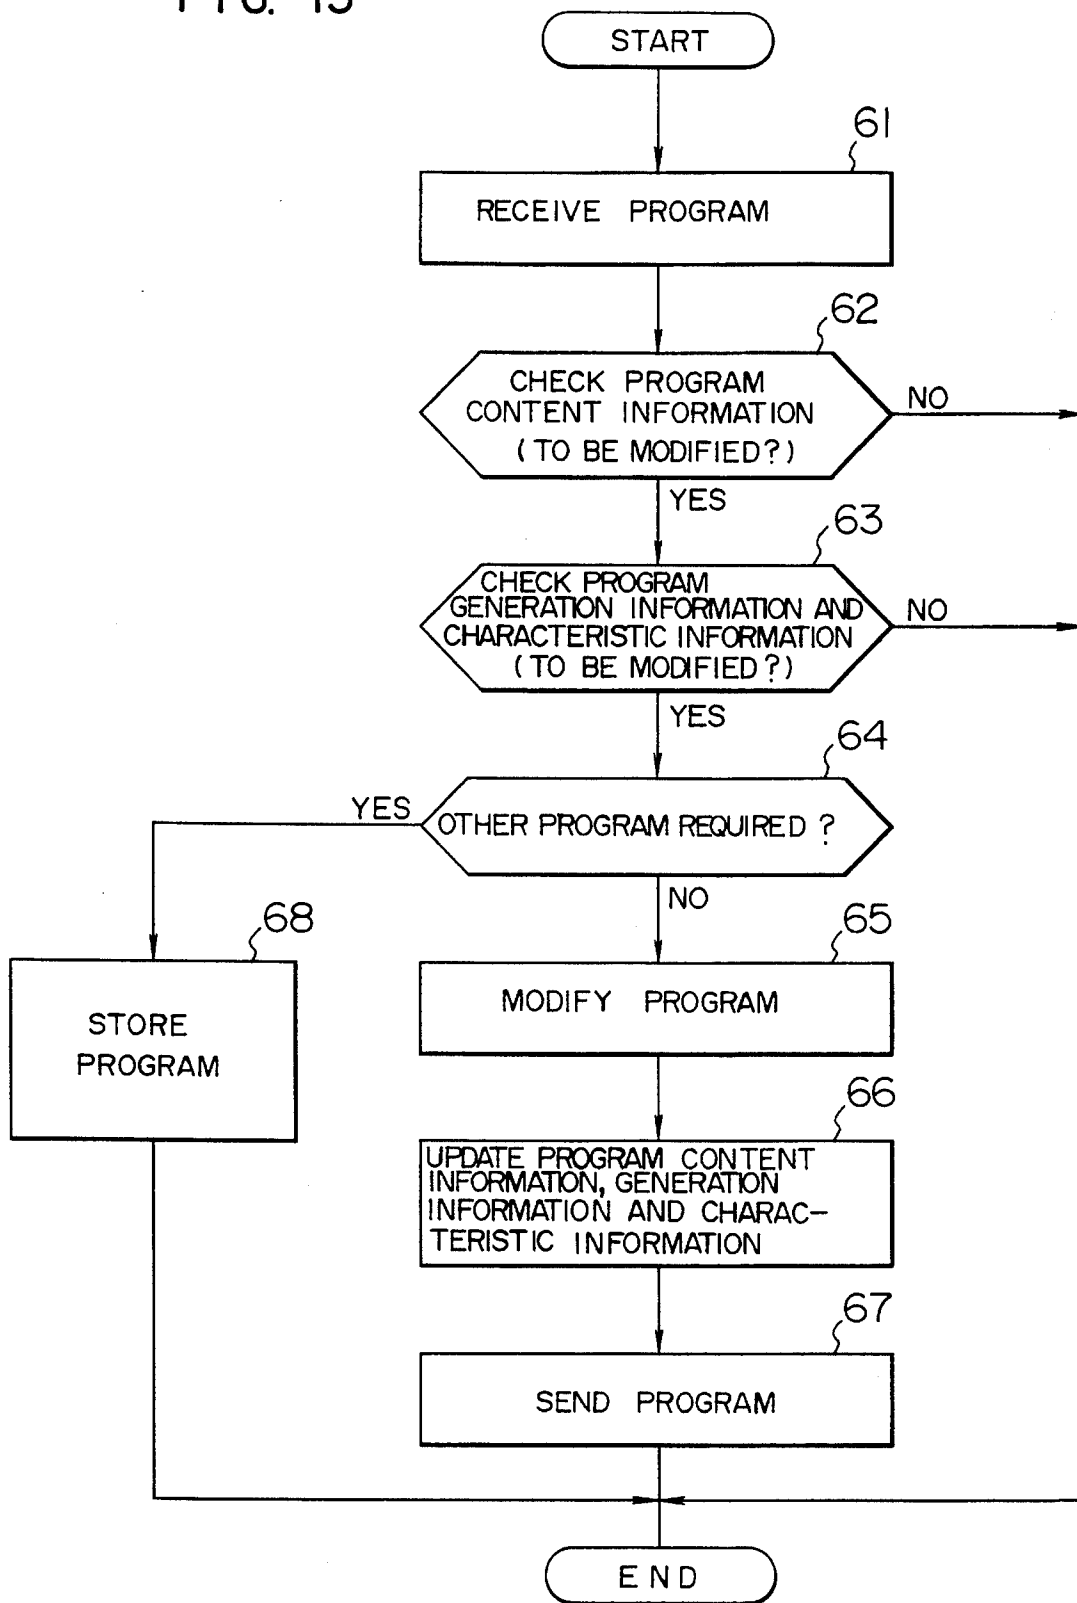 FIG. 15
START
61
RECEIVE PROGRAM
62
CHECK PROGRAM
CONTENT INFORMATION
(TO BE MODIFIED?)
NO
YES
63
CHECK PROGRAM
GENERATION INFORMATION AND
CHARACTERISTIC INFORMATION
(TO BE MODIFIED?)
NO
YES
64
YES
OTHER PROGRAM REQUIRED?
NO
68
65
STORE
PROGRAM
MODIFY PROGRAM
66
UPDATE PROGRAM CONTENT
INFORMATION, GENERATION
INFORMATION AND CHARAC-
TERISTIC INFORMATION
67
SEND PROGRAM
END